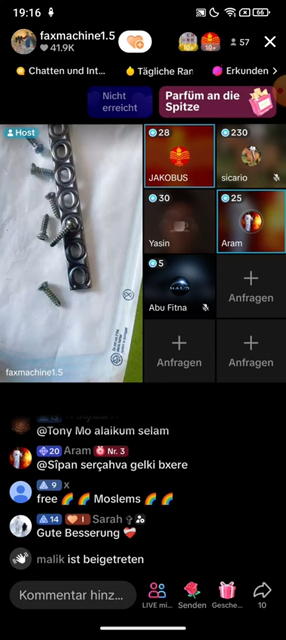 19:16
66
faxmachine1.5
41.9K
10+
57
Chatten und Int...
Tägliche Ran
Erkunden
Nicht
erreicht
Parfüm an die
Spitze
Host
28
JAKOBUS
230
sicario
30
Yasin
25
Aram
5
Abu Fitna
Anfragen
Anfragen
Anfragen
faxmachine1.5
@Tony Mo alaikum selam
20 Aram Nr. 3
@Sîpan serçahva gelki bxere
9 X
free 🌈🌈 Moslems 🌈🌈
14 1 Sarah
Gute Besserung ❤️‍🩹
malik ist beigetreten
Kommentar hinz...
LIVE mi...
Senden
Gesche...
10